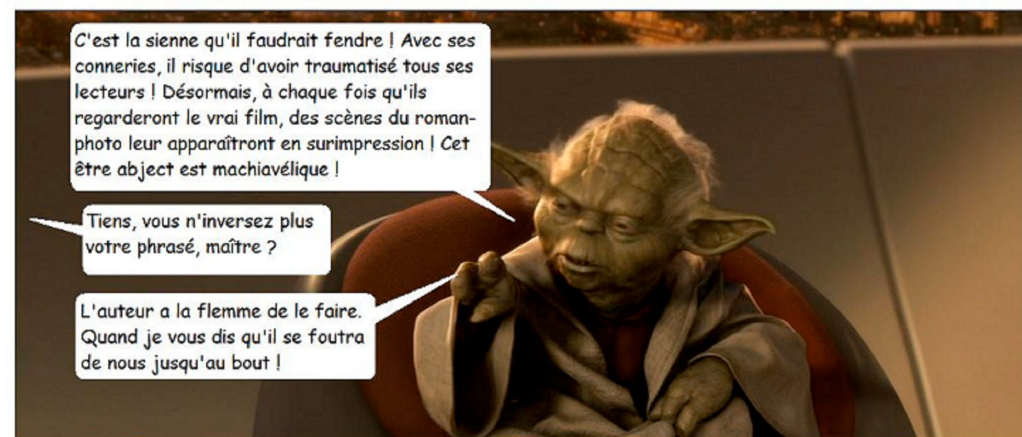 C'est la sienne qu'il faudrait fendre ! Avec ses
conneries, il risque d'avoir traumatisé tous ses
lecteurs ! Désormais, à chaque fois qu'ils
regarderont le vrai film, des scènes du roman-
photo leur apparaîtront en surimpression ! Cet
être abject est machiavélique !
Tiens, vous n'inversez plus
votre phrasé, maître ?
L'auteur a la flemme de le faire.
Quand je vous dis qu'il se foutra
de nous jusqu'au bout !